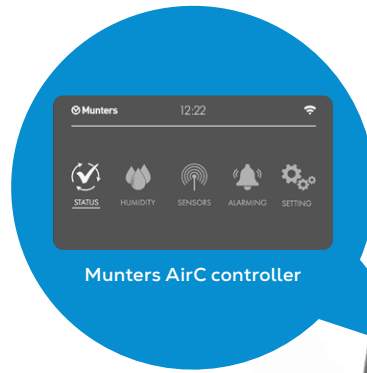 Munters 12:22
STATUS HUMIDITY SENSORS ALARMING SETTING
Munters AirC controller